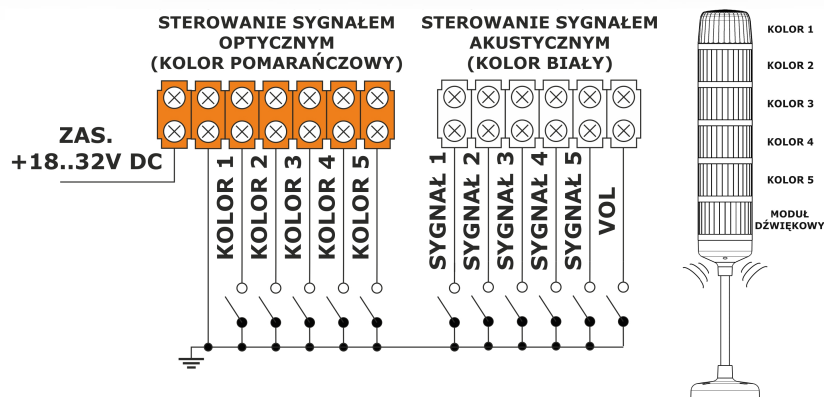 STEROWANIE SYGNAŁEM
OPTYCZNYM
(KOLOR POMARAŃCZOWY)
STEROWANIE SYGNAŁEM
AKUSTYCZNYM
(KOLOR BIAŁY)
ZAS.
+18..32V DC
KOLOR 1
KOLOR 2
KOLOR 3
KOLOR 4
KOLOR 5
SYGNAŁ 1
SYGNAŁ 2
SYGNAŁ 3
SYGNAŁ 4
SYGNAŁ 5
VOL
KOLOR 1
KOLOR 2
KOLOR 3
KOLOR 4
KOLOR 5
MODUŁ
DŹWIĘKOWY